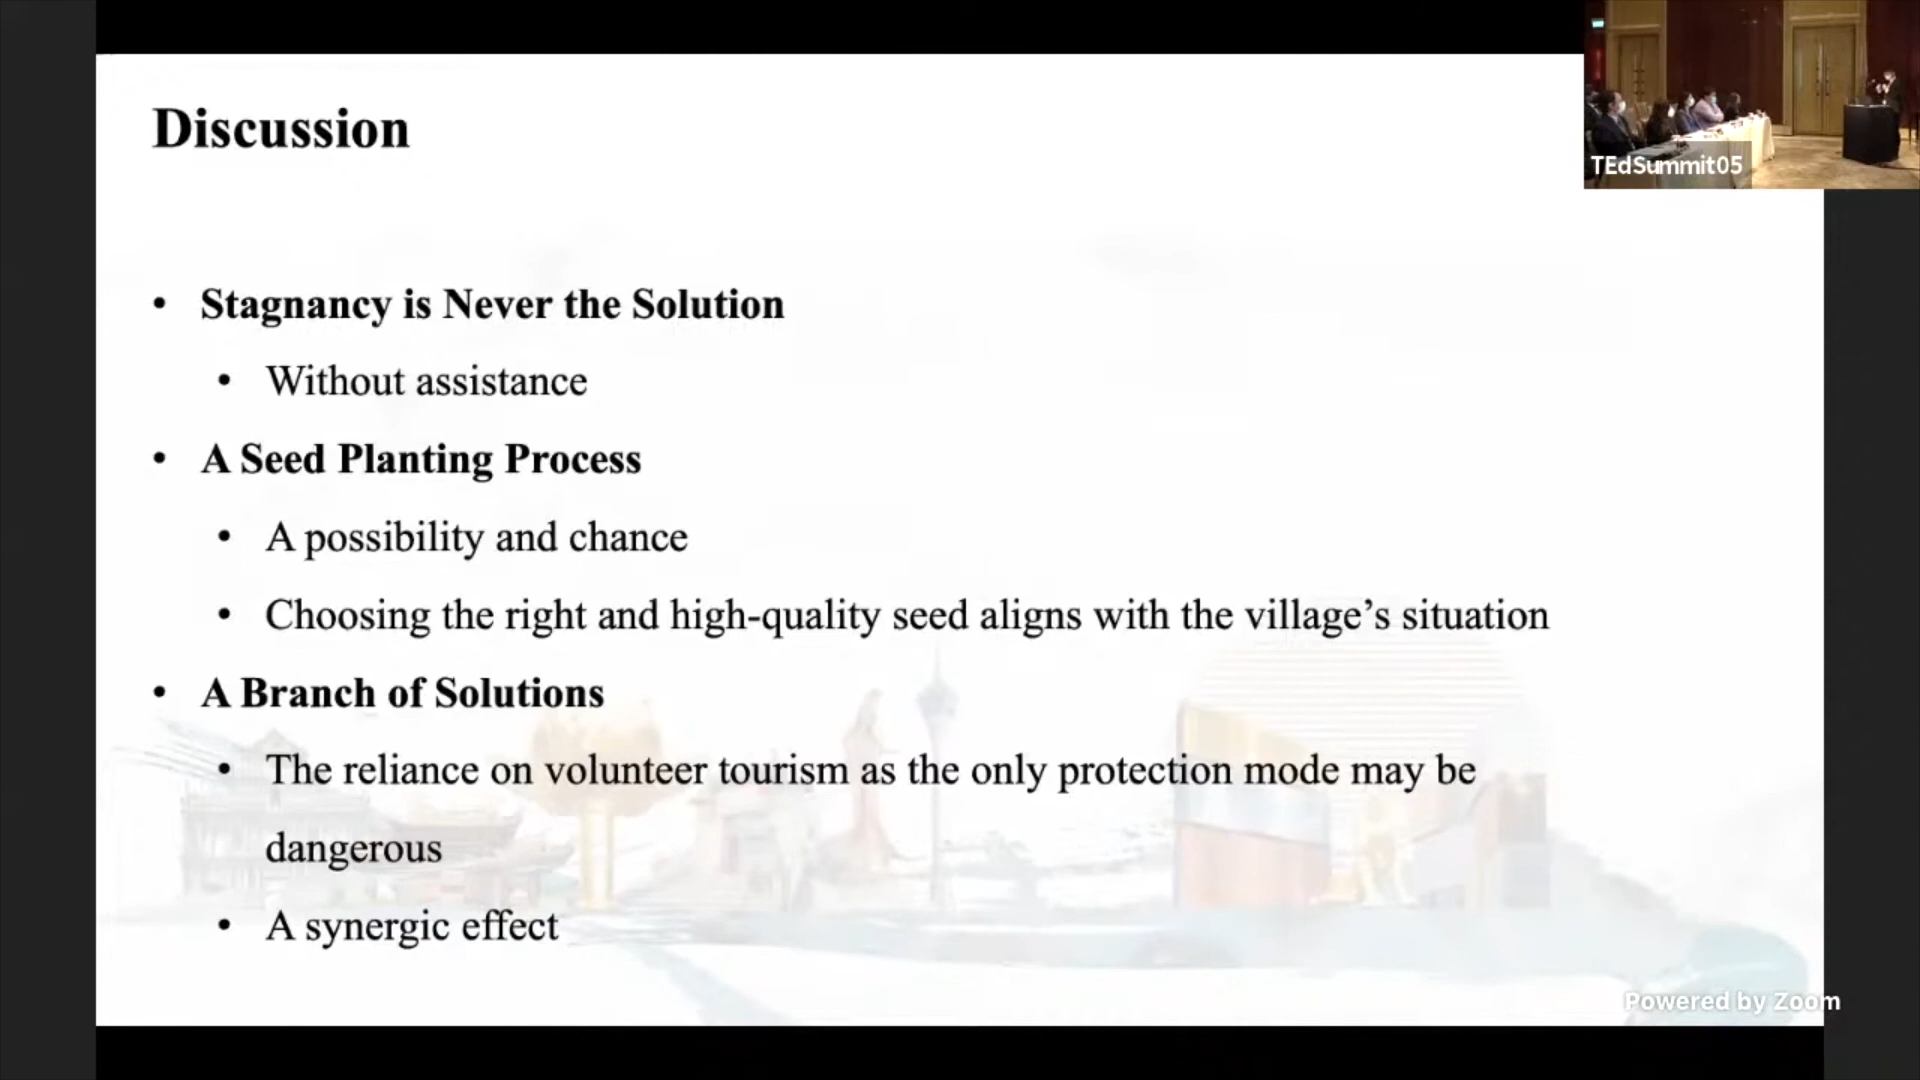 Discussion
• Stagnancy is Never the Solution
• Without assistance
• A Seed Planting Process
• A possibility and chance
• Choosing the right and high-quality seed aligns with the village’s situation
• A Branch of Solutions
• The reliance on volunteer tourism as the only protection mode may be
dangerous
• A synergic effect
TEdSummit05
Powered by Zoom